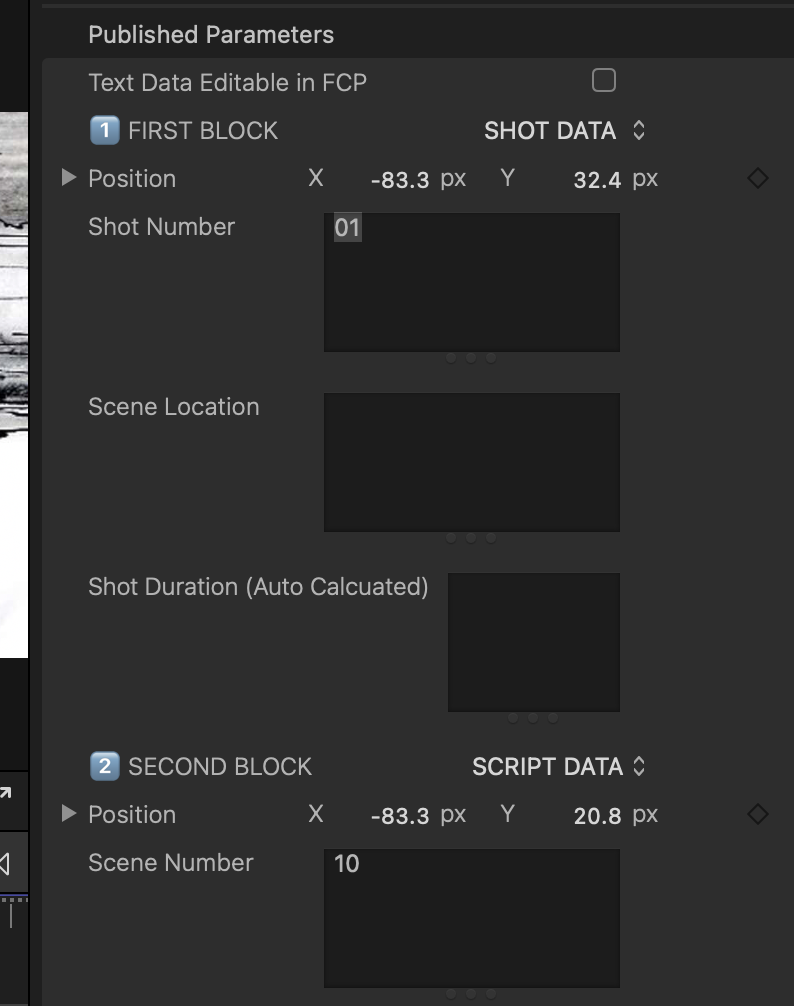 Published Parameters
Text Data Editable in FCP
1 FIRST BLOCK SHOT DATA
Position X -83.3 px Y 32.4 px
Shot Number 01
Scene Location
Shot Duration (Auto Calcuated)
2 SECOND BLOCK SCRIPT DATA
Position X -83.3 px Y 20.8 px
Scene Number 10